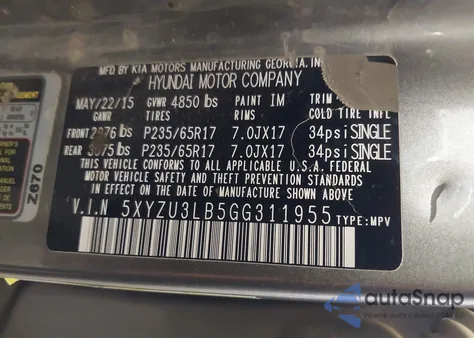 MFD BY KIA MOTORS MANUFACTURING GEORGIA, INC.
HYUNDAI MOTOR COMPANY
MAY/22/15 GVWR 4850 lbs PAINT IM TRIM
GAWR TIRES RIMS COLD TIRE INF.
FRONT 2976 lbs P235/65R17 7.0JX17 34psi SINGLE
REAR lbs P235/65R17 7.0JX17 34psi SINGLE
THIS VEHICLE CONFORMS TO ALL APPLICABLE U.S.A. FEDERAL
MOTOR VEHICLE SAFETY AND THEFT PREVENTION STANDARDS IN
EFFECT ON THE DATE OF MANUFACTURE SHOWN ABOVE.
V.I.N 5XYZU3LB5GG311955 TYPE: MPV
Z670
autoSnap